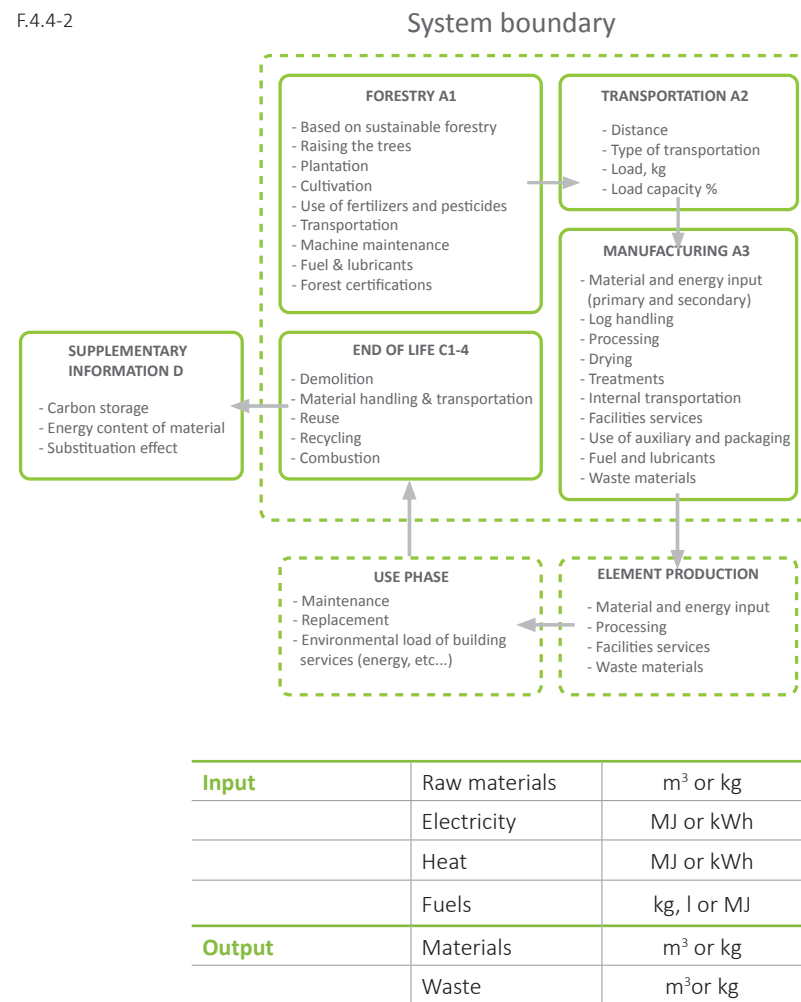 F.4.4-2
System boundary
FORESTRY A1
- Based on sustainable forestry
- Raising the trees
- Plantation
- Cultivation
- Use of fertilizers and pesticides
- Transportation
- Machine maintenance
- Fuel & lubricants
- Forest certifications
TRANSPORTATION A2
- Distance
- Type of transportation
- Load, kg
- Load capacity %
MANUFACTURING A3
- Material and energy input
(primary and secondary)
- Log handling
- Processing
- Drying
- Treatments
- Internal transportation
- Facilities services
- Use of auxiliary and packaging
- Fuel and lubricants
- Waste materials
SUPPLEMENTARY
INFORMATION D
- Carbon storage
- Energy content of material
- Substituation effect
END OF LIFE C1-4
- Demolition
- Material handling & transportation
- Reuse
- Recycling
- Combustion
USE PHASE
- Maintenance
- Replacement
- Environmental load of building
services (energy, etc...)
ELEMENT PRODUCTION
- Material and energy input
- Processing
- Facilities services
- Waste materials
Input Raw materials m³ or kg
Electricity MJ or kWh
Heat MJ or kWh
Fuels kg, l or MJ
Output Materials m³ or kg
Waste m³or kg